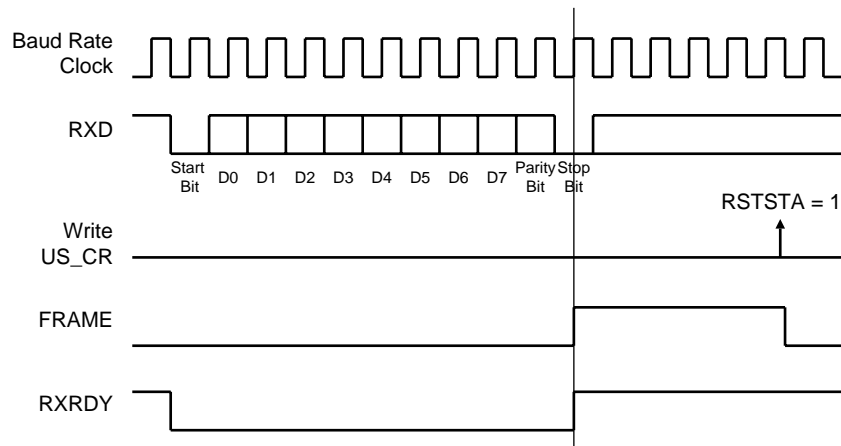 Baud Rate
Clock
RXD
Start
Bit
D0 D1 D2 D3 D4 D5 D6 D7
Parity
Bit
Stop
Bit
RSTSTA = 1
Write
US_CR
FRAME
RXRDY